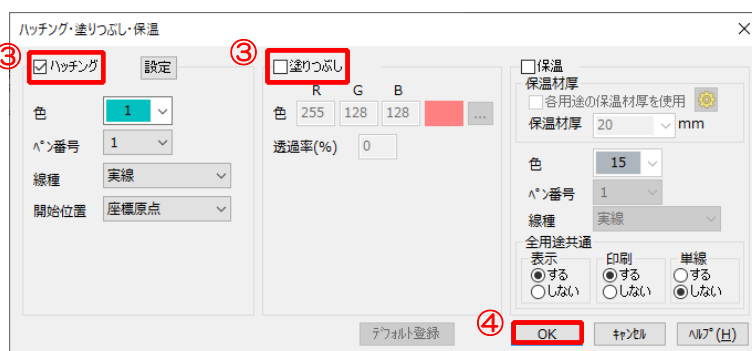 ハッチング・塗りつぶし・保温
③
ハッチング
設定
色
1
ﾍﾟﾝ番号
1
線種
実線
開始位置
座標原点
③
塗りつぶし
R G B
色 255 128 128 ...
透過率(%) 0
保温
保温材厚
各用途の保温材厚を使用
保温材厚 20 mm
色 15
ﾍﾟﾝ番号 1
線種 実線
全用途共通
表示 印刷 単線
する する する
しない しない しない
ﾃﾞﾌｫﾙﾄ登録
④
OK
ｷｬﾝｾﾙ
ﾍﾙﾌﾟ(H)